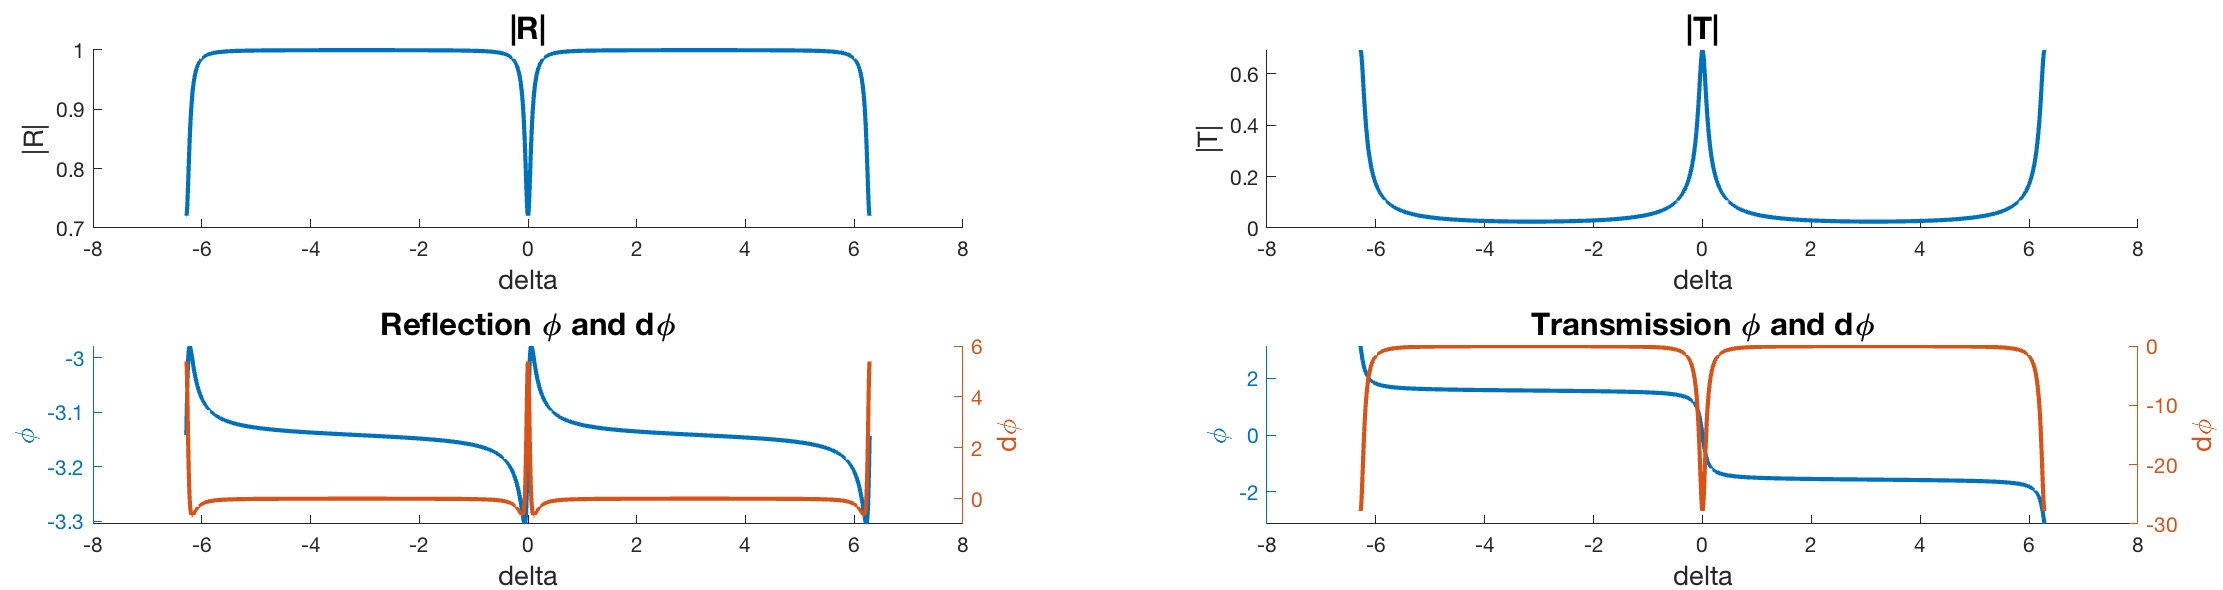 |R|
1
0.9
0.8
0.7
|R|
-8 -6 -4 -2 0 2 4 6 8
delta
|T|
0.6
0.4
0.2
0
|T|
-8 -6 -4 -2 0 2 4 6 8
delta
Reflection ϕ and dϕ
-3
-3.1
-3.2
-3.3
ϕ
6
4
2
0
dϕ
-8 -6 -4 -2 0 2 4 6 8
delta
Transmission ϕ and dϕ
2
0
-2
ϕ
0
-10
-20
-30
dϕ
-8 -6 -4 -2 0 2 4 6 8
delta